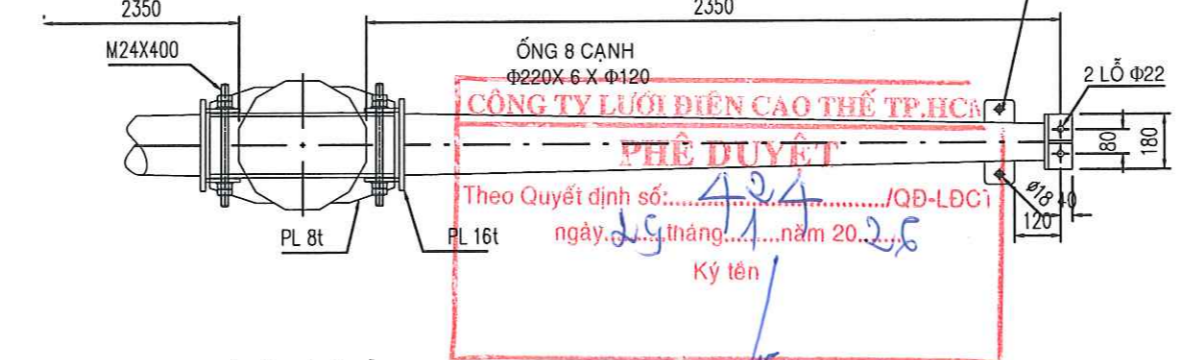 2350
2350
M24X400
ỐNG 8 CẠNH
Φ220X 6 X Φ120
2 LỖ Φ22
CÔNG TY LƯỚI ĐIỆN CAO THẾ TP.HCM
80
180
PHÊ DUYỆT
Theo Quyết định số:.....424...../QĐ-LĐCT
Ø18
40
120
PL 8t
PL 16t
ngày..29..tháng..1..năm 20.26
Ký tên